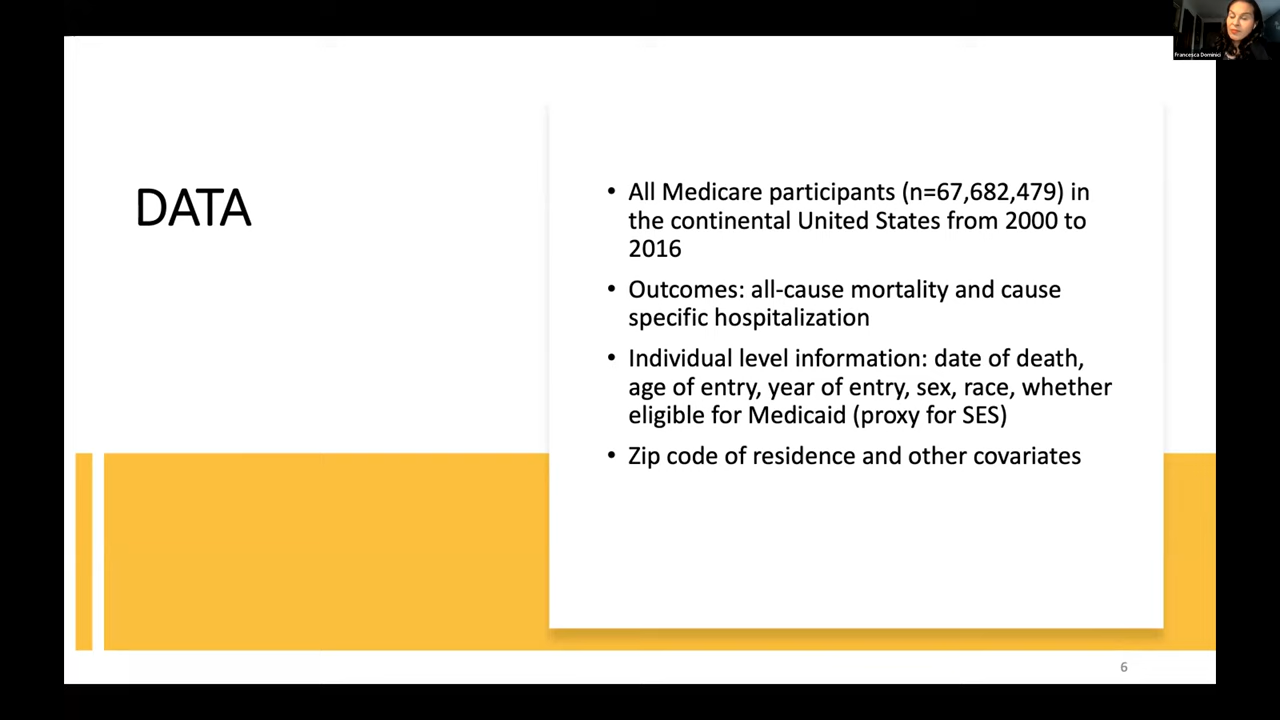 Francesca Dominici
DATA
• All Medicare participants (n=67,682,479) in
the continental United States from 2000 to
2016
• Outcomes: all-cause mortality and cause
specific hospitalization
• Individual level information: date of death,
age of entry, year of entry, sex, race, whether
eligible for Medicaid (proxy for SES)
• Zip code of residence and other covariates
6